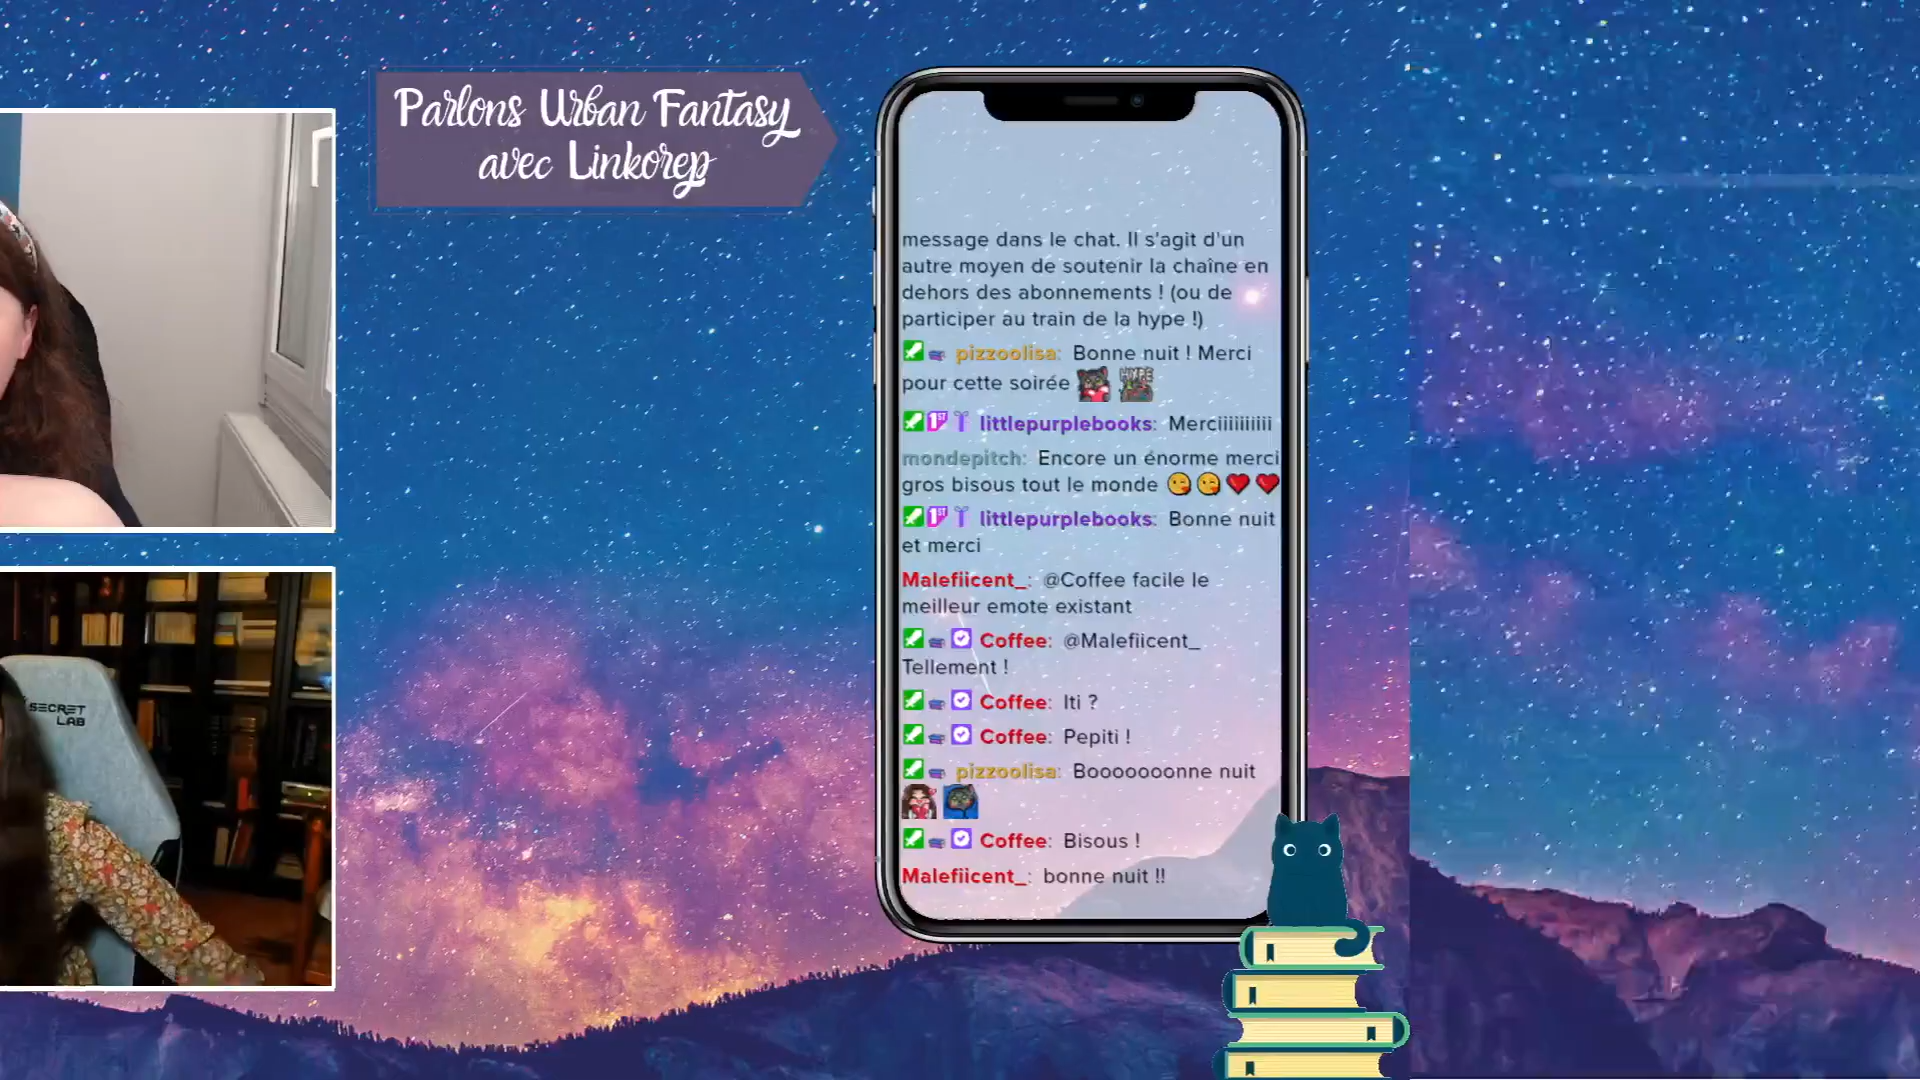 Parlons Urban Fantasy
avec Linkorep
message dans le chat. Il s'agit d'un
autre moyen de soutenir la chaîne en
dehors des abonnements ! (ou de
participer au train de la hype !)
pizzoolisa: Bonne nuit ! Merci
pour cette soirée
HYPE
1ST littlepurplebooks: Merciiiiiiiiii
mondepitch: Encore un énorme merci
gros bisous tout le monde 😘 😘 ❤️ ❤️
1ST littlepurplebooks: Bonne nuit
et merci
Malefiicent_: @Coffee facile le
meilleur emote existant
Coffee: @Malefiicent_
Tellement !
Coffee: Iti ?
Coffee: Pepiti !
pizzoolisa: Booooooonne nuit
Coffee: Bisous !
Malefiicent_: bonne nuit !!
SECRET
LAB